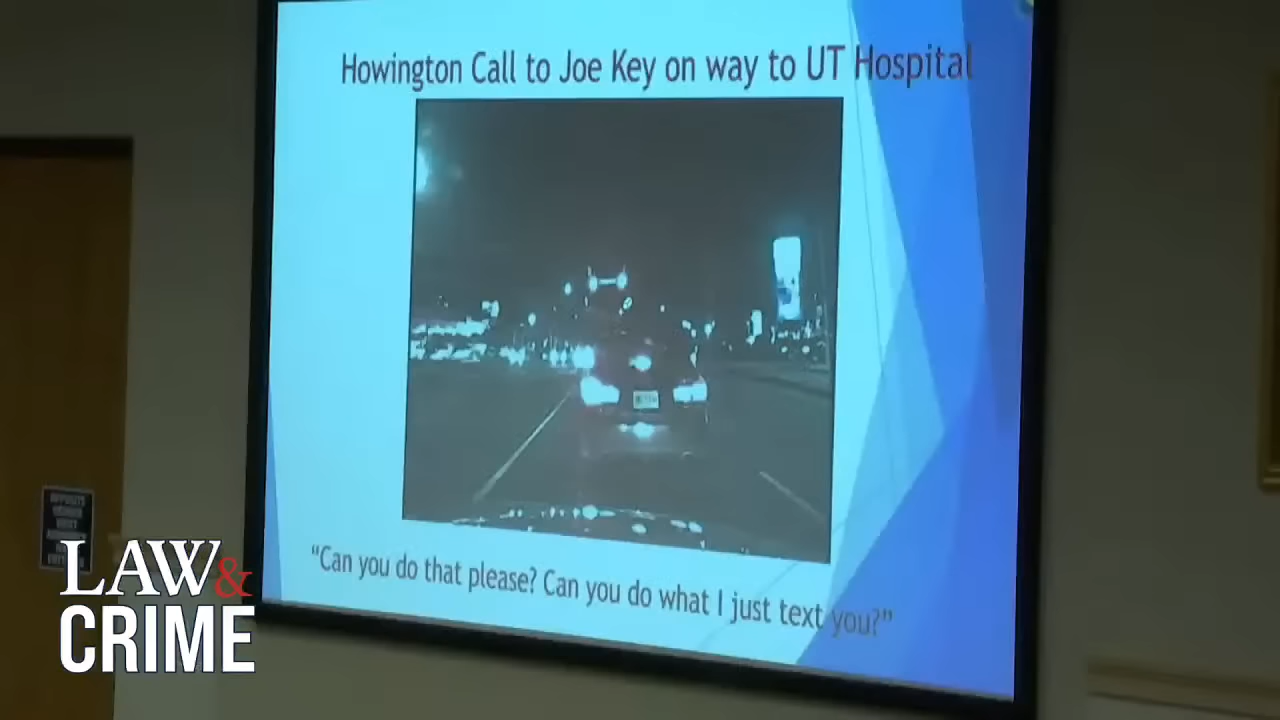 Howington Call to Joe Key on way to UT Hospital
“Can you do that please? Can you do what I just text you?”
LAW&
CRIME